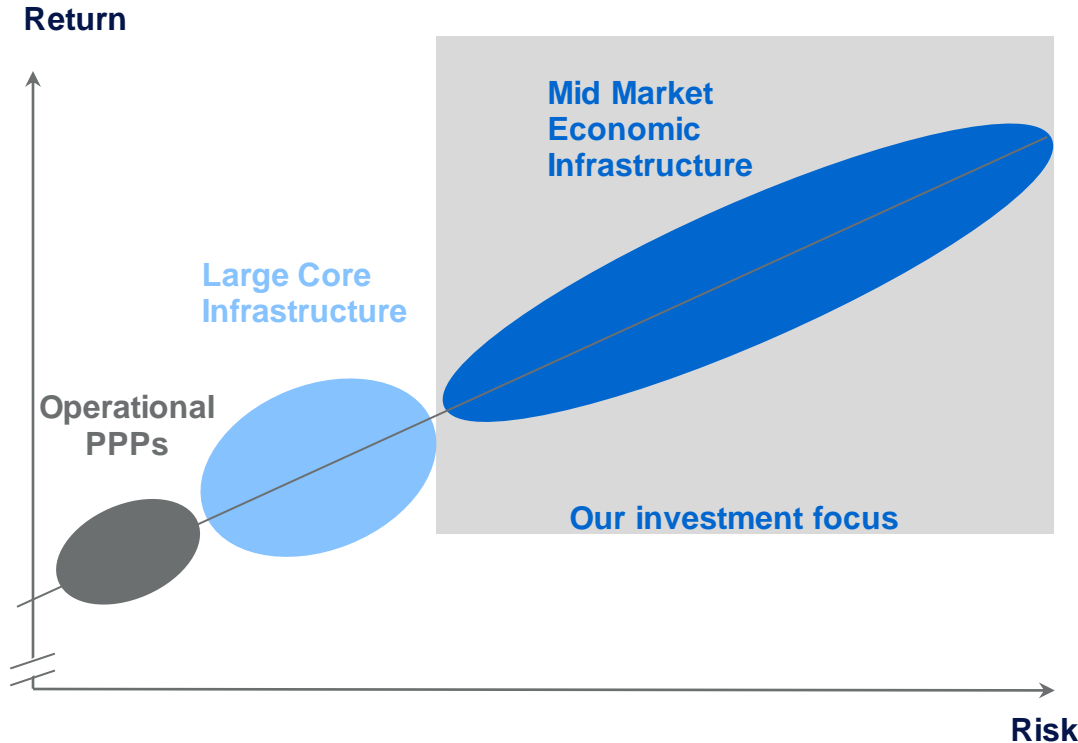 Return
Mid Market
Economic
Infrastructure
Large Core
Infrastructure
Operational
PPPs
Our investment focus
Risk